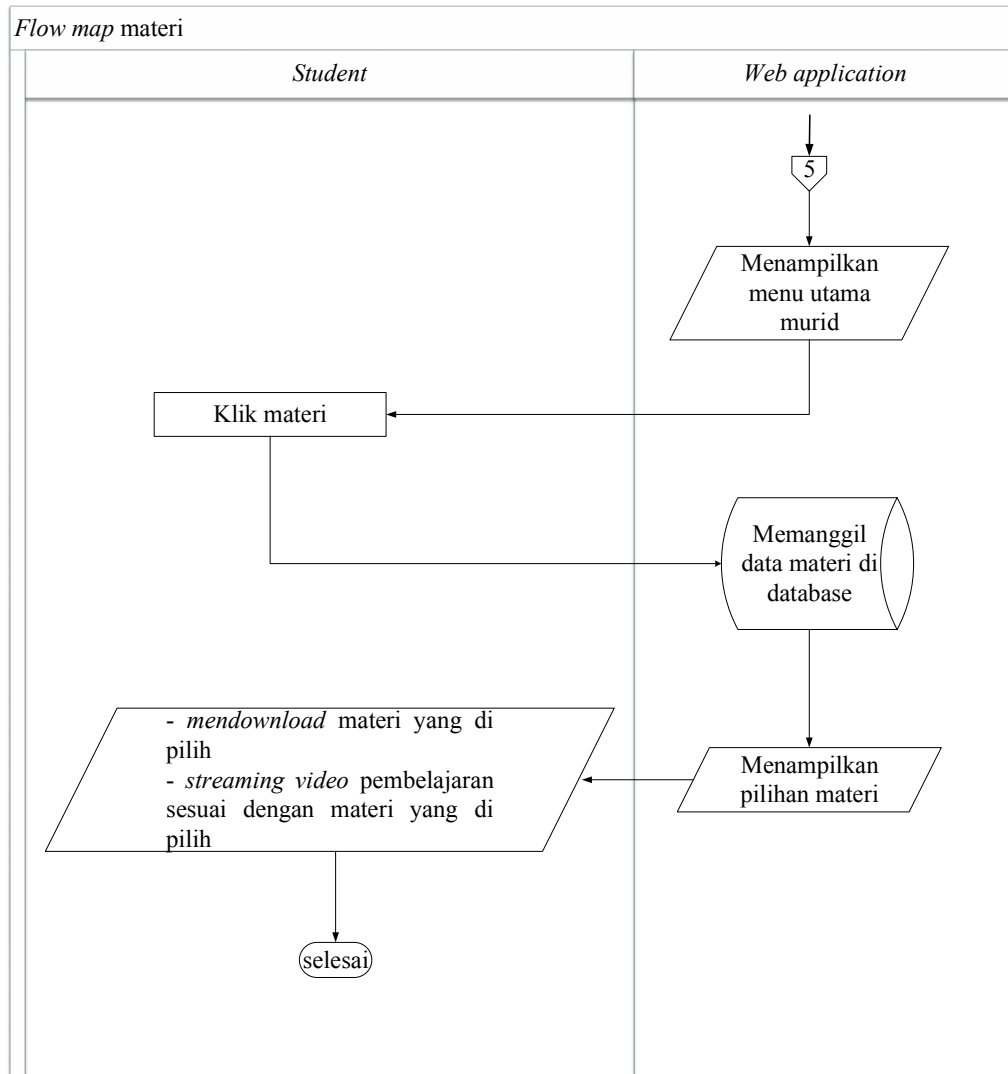 Flow map materi
Student
Web application
5
Menampilkan
menu utama
murid
Klik materi
Memanggil
data materi di
database
- mendownload materi yang di
pilih
- streaming video pembelajaran
sesuai dengan materi yang di
pilih
Menampilkan
pilihan materi
selesai